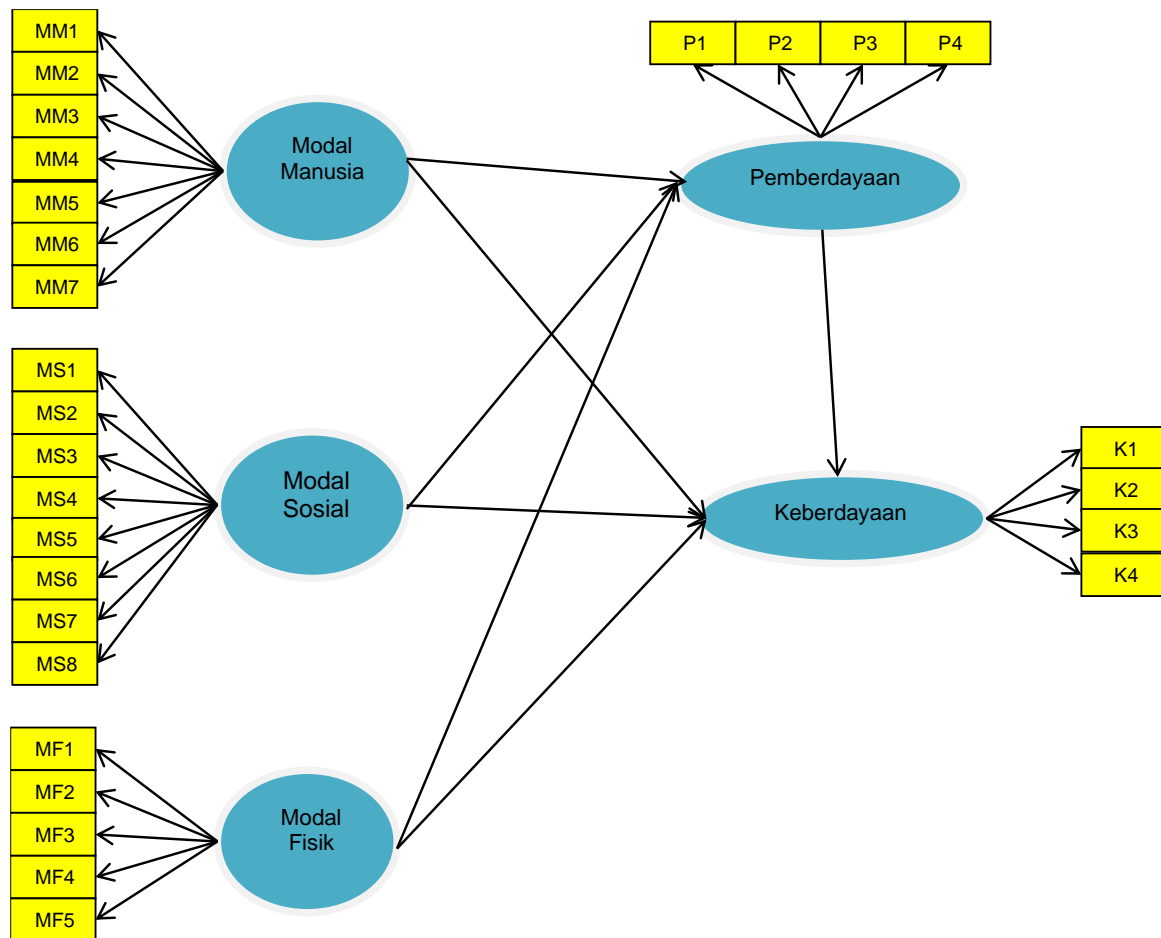 MM1
MM2
MM3
MM4
MM5
MM6
MM7
Modal
Manusia
P1 P2 P3 P4
Pemberdayaan
MS1
MS2
MS3
MS4
MS5
MS6
MS7
MS8
Modal
Sosial
Keberdayaan
K1
K2
K3
K4
MF1
MF2
MF3
MF4
MF5
Modal
Fisik